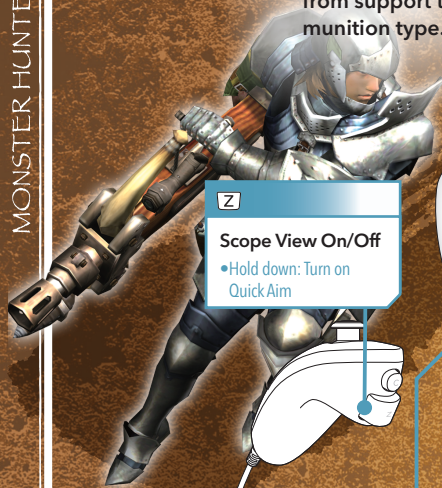 from support
munition type.
MONSTER HUNTE
Z
Scope View On/Off
•Hold down: Turn on
Quick Aim